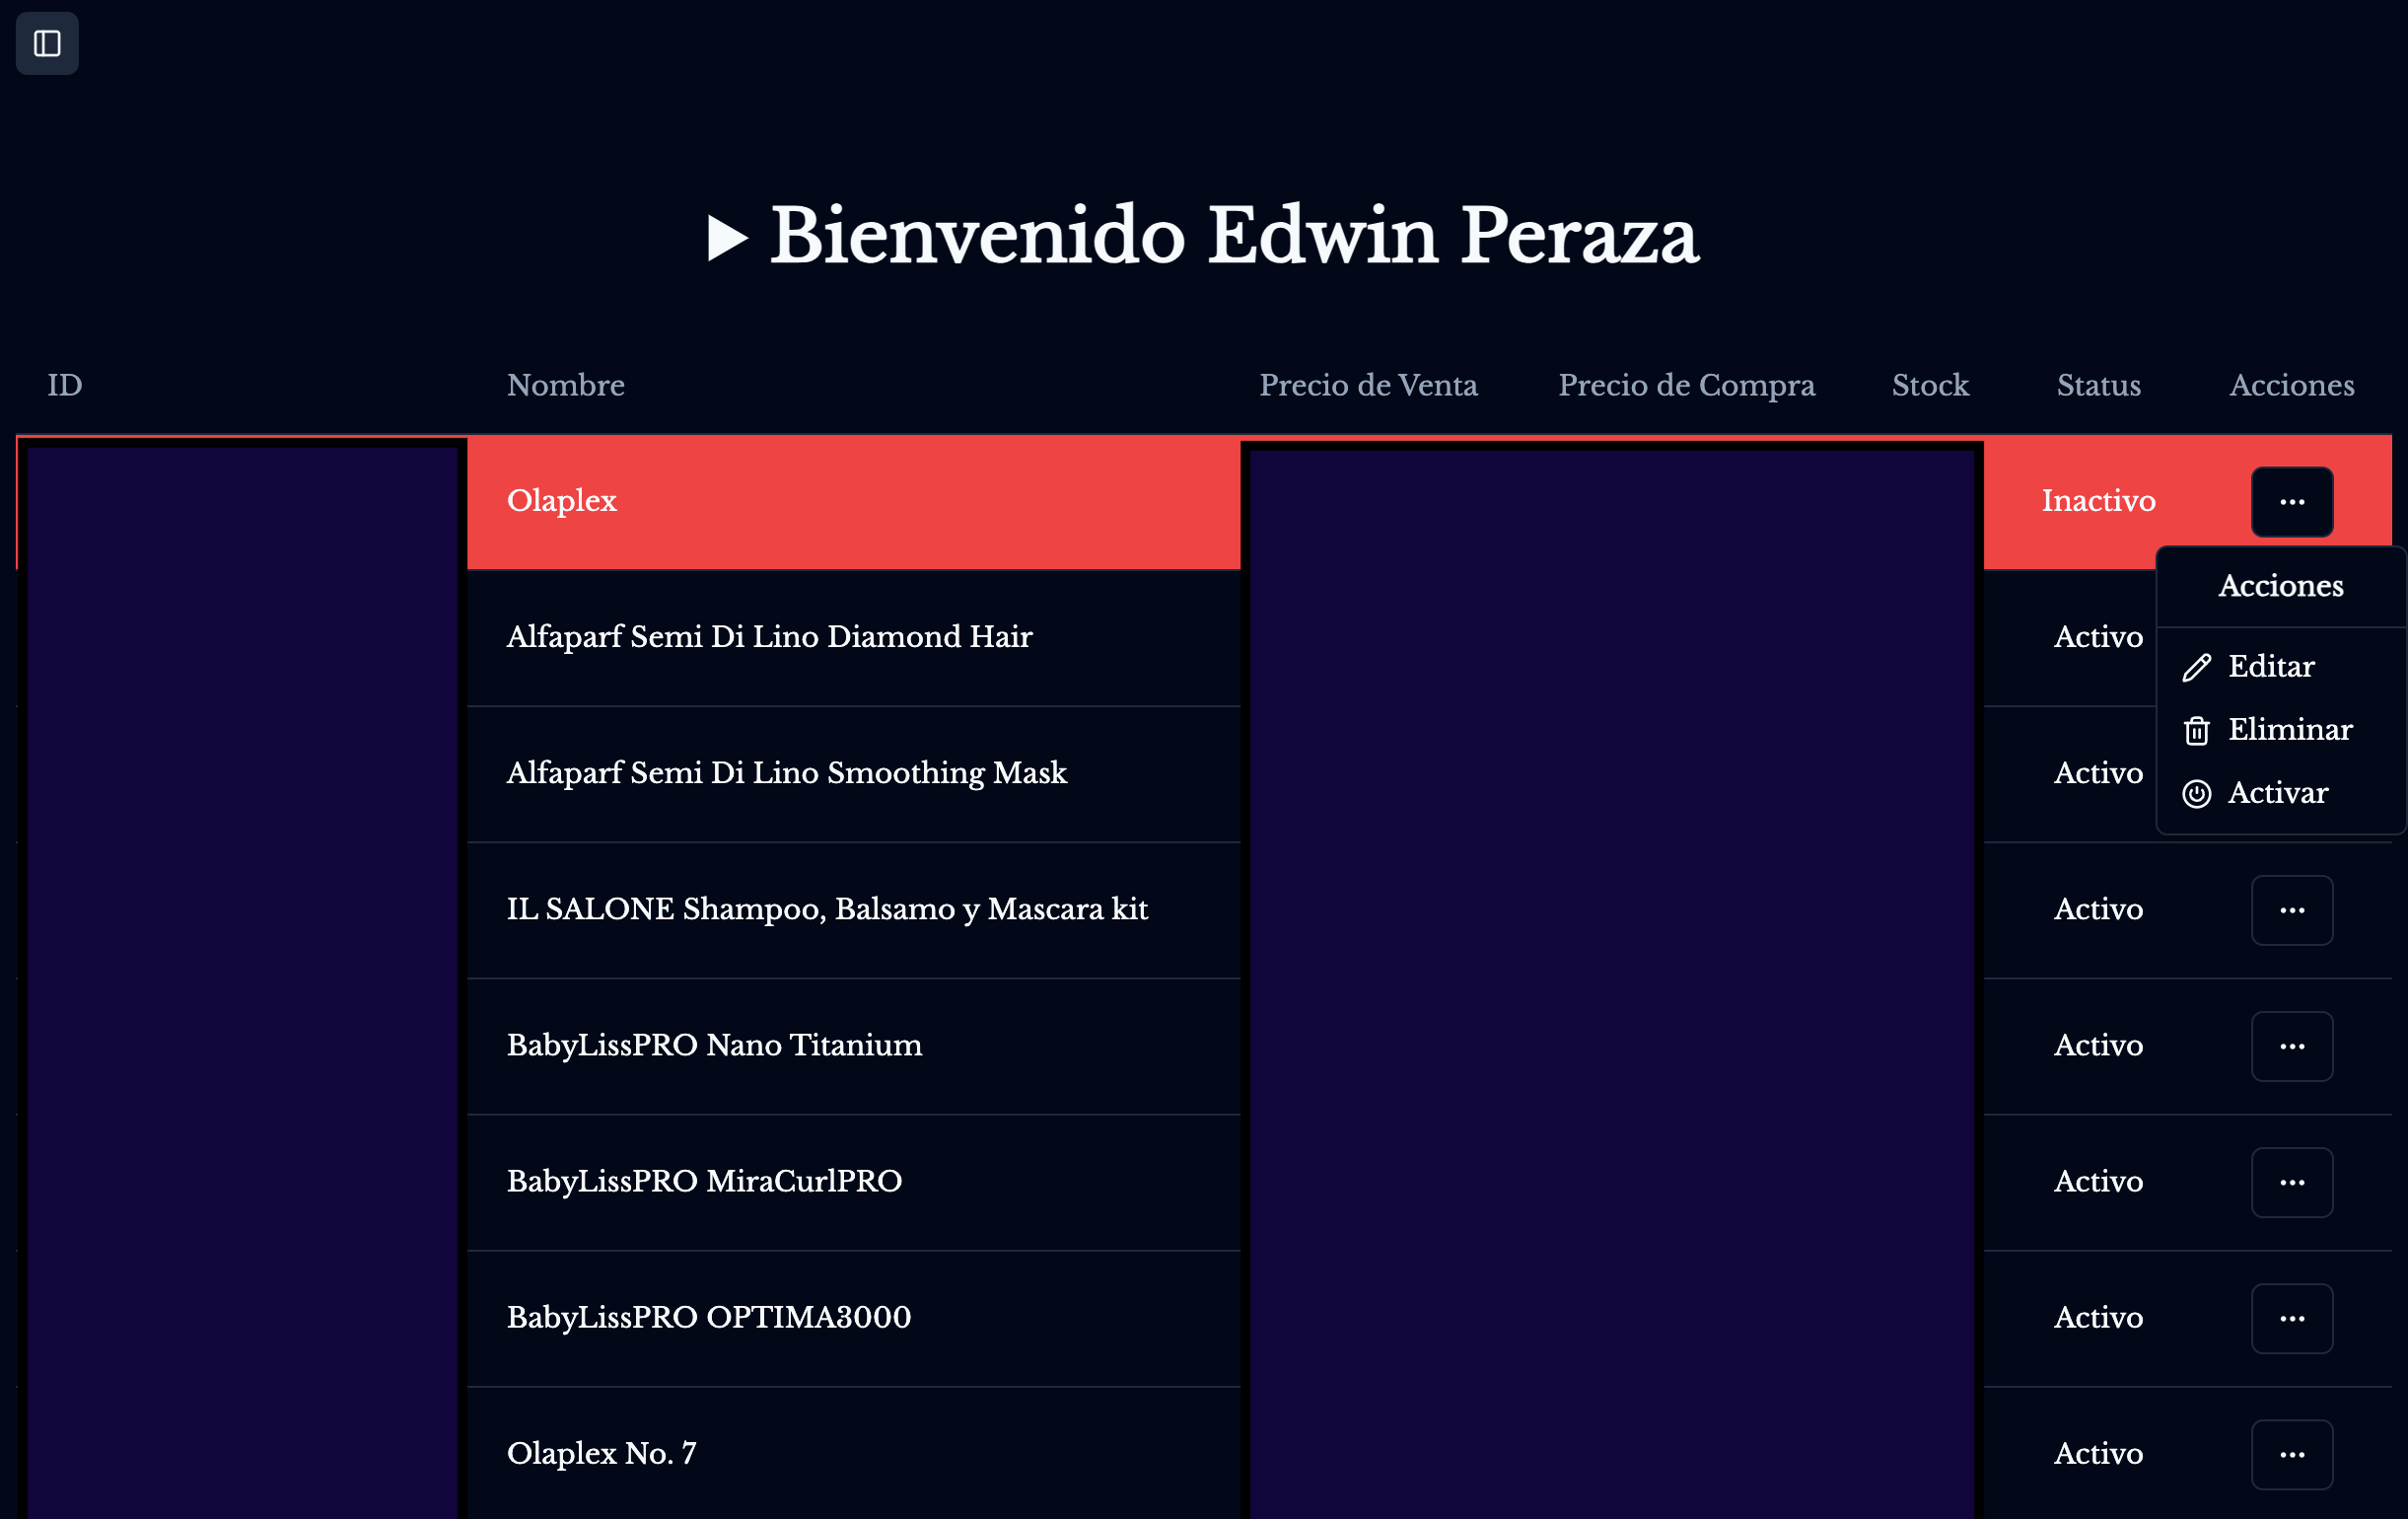 Bienvenido Edwin Peraza
ID Nombre Precio de Venta Precio de Compra Stock Status Acciones
Olaplex Inactivo
Acciones
Editar
Eliminar
Activar
Alfaparf Semi Di Lino Diamond Hair Activo
Alfaparf Semi Di Lino Smoothing Mask Activo
IL SALONE Shampoo, Balsamo y Mascara kit Activo
BabyLissPRO Nano Titanium Activo
BabyLissPRO MiraCurlPRO Activo
BabyLissPRO OPTIMA3000 Activo
Olaplex No. 7 Activo